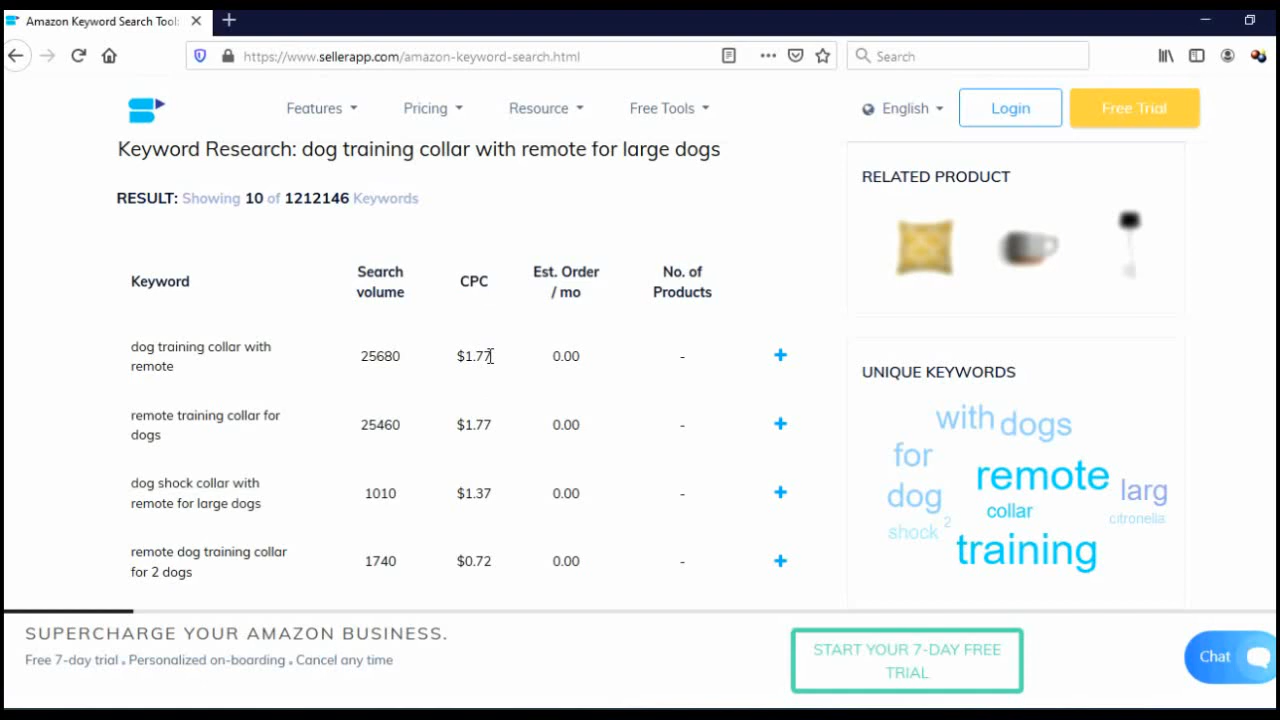 Amazon Keyword Search Tool:
https://www.sellerapp.com/amazon-keyword-search.html
Search
Features
Pricing
Resource
Free Tools
English
Login
Free Trial
Keyword Research: dog training collar with remote for large dogs
RESULT: Showing 10 of 1212146 Keywords
Keyword
Search volume
CPC
Est. Order / mo
No. of Products
dog training collar with
remote
25680
$1.77
0.00
-
remote training collar for
dogs
25460
$1.77
0.00
-
dog shock collar with
remote for large dogs
1010
$1.37
0.00
-
remote dog training collar
for 2 dogs
1740
$0.72
0.00
-
RELATED PRODUCT
UNIQUE KEYWORDS
with
dogs
for
remote
dog
larg
collar
citronella
shock
2
training
SUPERCHARGE YOUR AMAZON BUSINESS.
Free 7-day trial . Personalized on-boarding . Cancel any time
START YOUR 7-DAY FREE
TRIAL
Chat